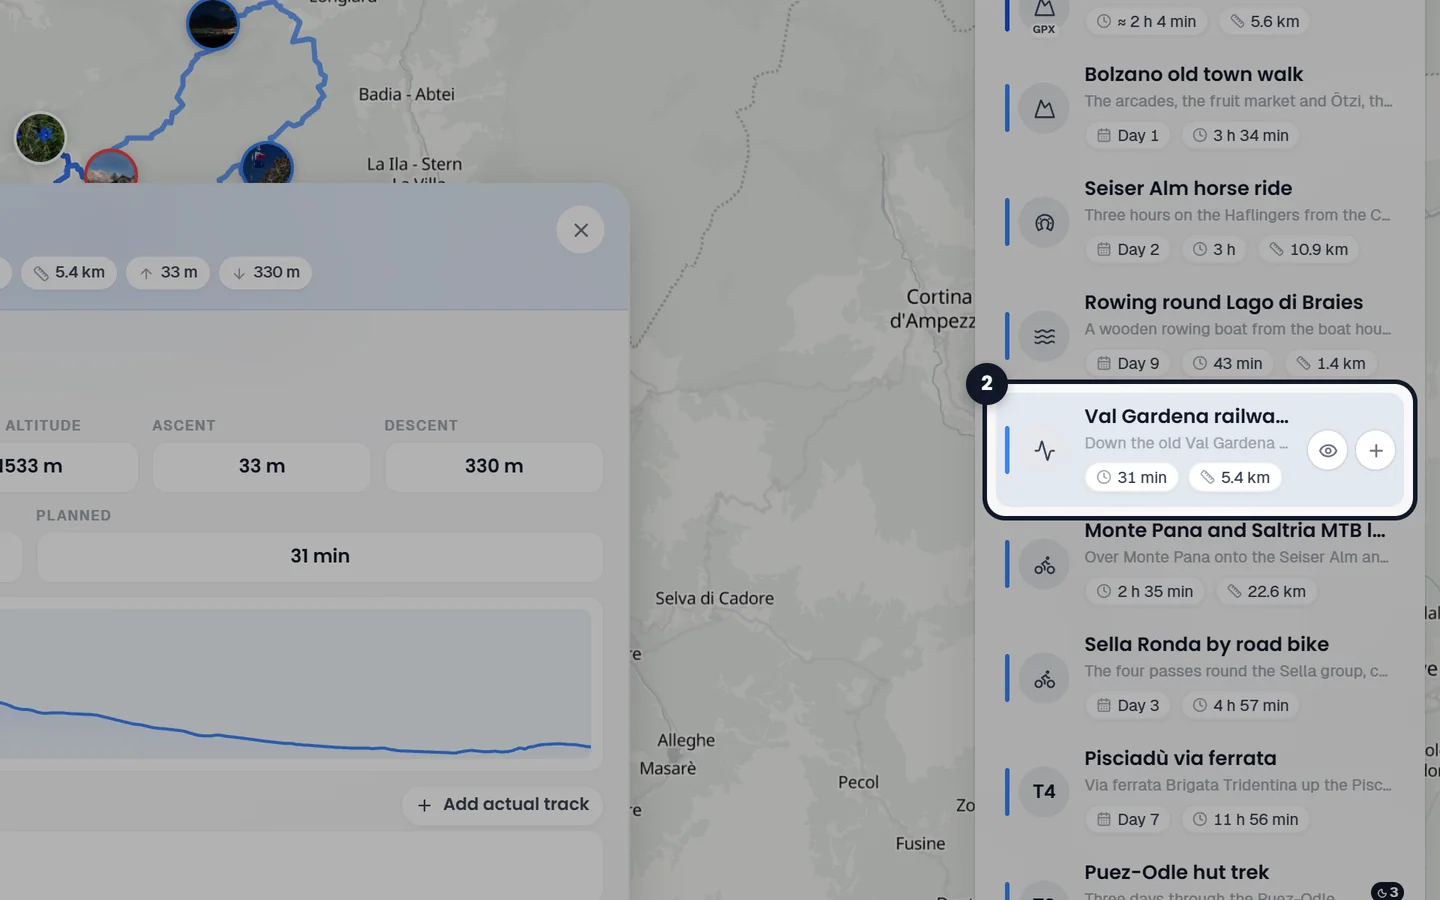 Badia - Abtei
La Ila - Stern
5.4 km
33 m
330 m
ALTITUDE
ASCENT
DESCENT
1533 m
33 m
330 m
PLANNED
31 min
Add actual track
Cortina
d'Ampezz
Selva di Cadore
Alleghe
Masarè
Pecol
Zo
Fusine
GPX
≈ 2 h 4 min
5.6 km
Bolzano old town walk
The arcades, the fruit market and Ötzi, th...
Day 1
3 h 34 min
Seiser Alm horse ride
Three hours on the Haflingers from the C...
Day 2
3 h
10.9 km
Rowing round Lago di Braies
A wooden rowing boat from the boat hou...
Day 9
43 min
1.4 km
2
Val Gardena railwa...
Down the old Val Gardena ...
31 min
5.4 km
Monte Pana and Saltria MTB l...
Over Monte Pana onto the Seiser Alm an...
2 h 35 min
22.6 km
Sella Ronda by road bike
The four passes round the Sella group, c...
Day 3
4 h 57 min
T4
Pisciadù via ferrata
Via ferrata Brigata Tridentina up the Pisc...
Day 7
11 h 56 min
Puez-Odle hut trek
Three days through the Puez-Odle
3